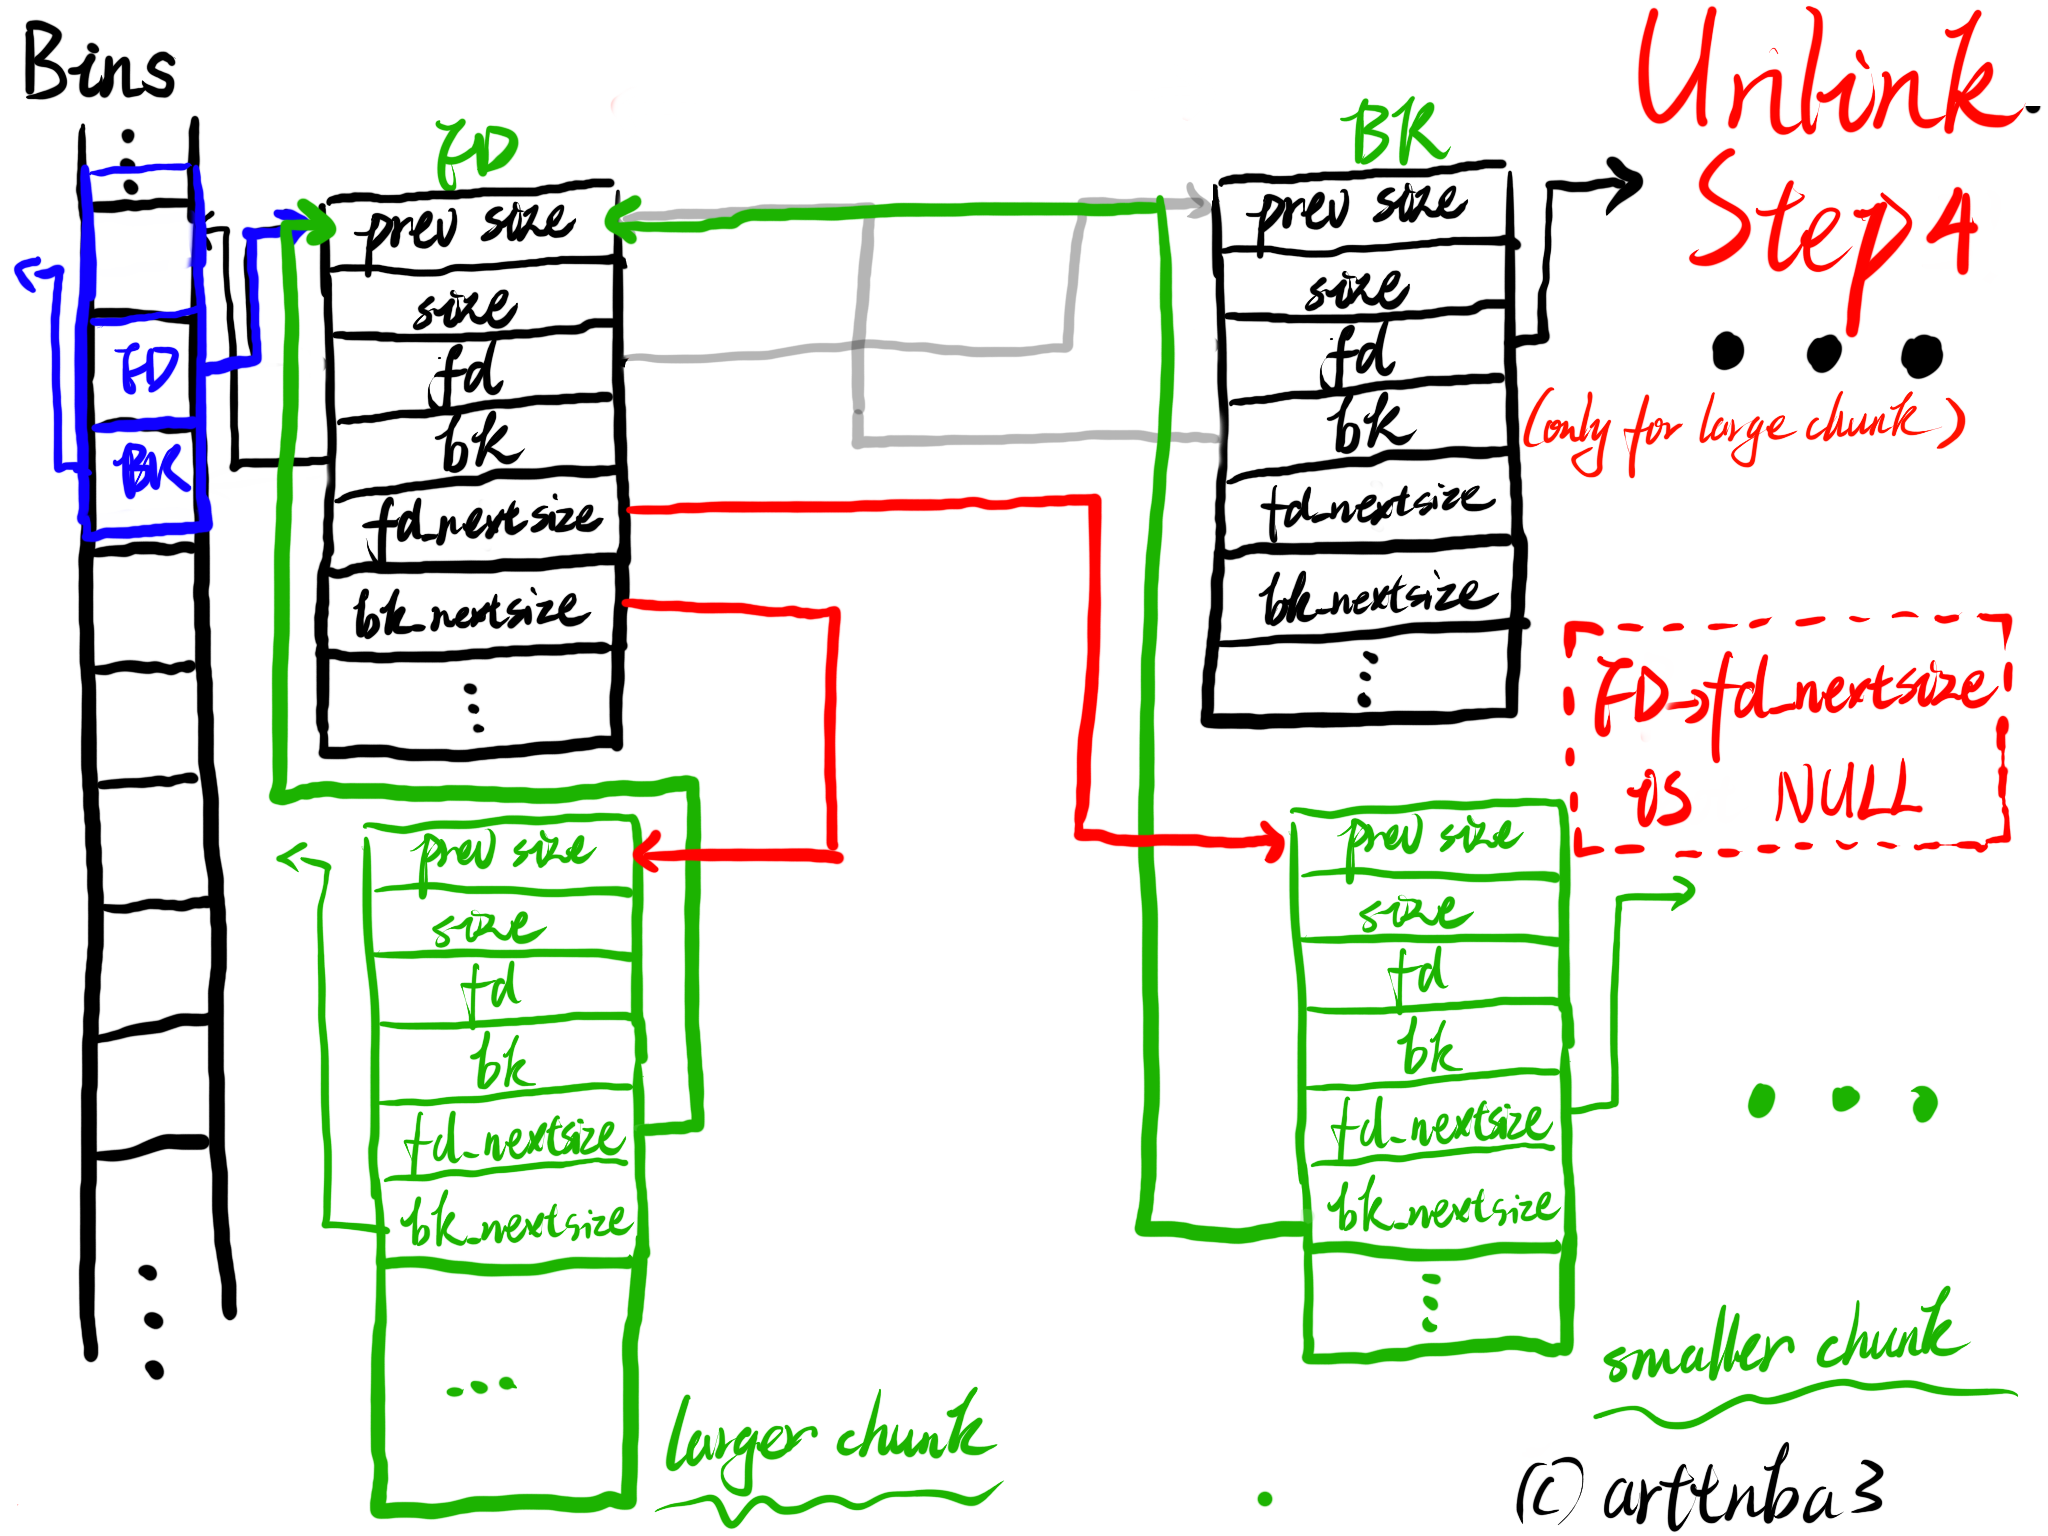 Bins
FD
BK
FD
prev size
size
fd
bk
fd_nextsize
bk_nextsize
BK
prev size
size
fd
bk
fd_nextsize
bk_nextsize
Unlink
Step 4
(only for large chunk)
FD→fd_nextsize
is NULL
prev size
size
fd
bk
fd_nextsize
bk_nextsize
larger chunk
prev size
size
fd
bk
fd_nextsize
bk_nextsize
smaller chunk
(c) arttnba3